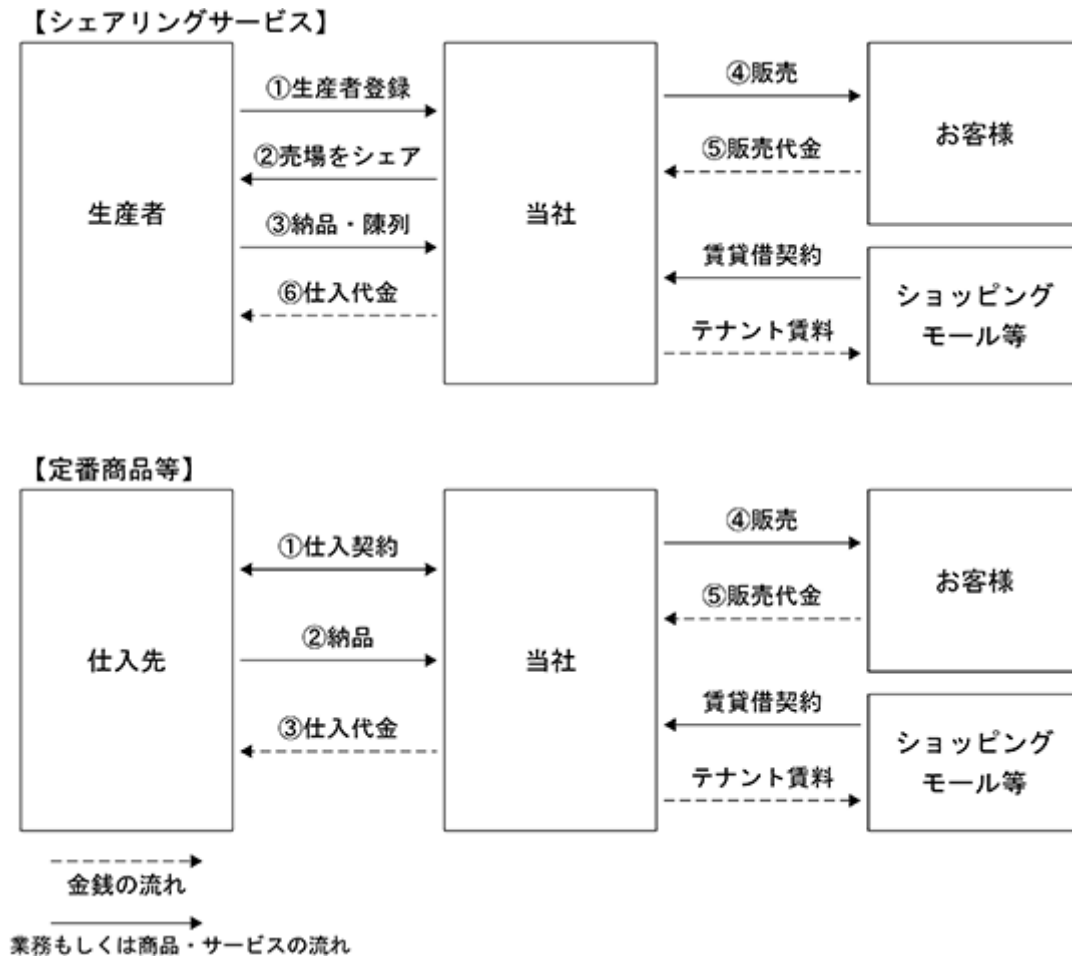 【シェアリングサービス】
①生産者登録
②売場をシェア
生産者
③納品・陳列
⑥仕入代金
当社
④販売
⑤販売代金
お客様
賃貸借契約
テナント賃料
ショッピング
モール等
【定番商品等】
①仕入契約
②納品
仕入先
③仕入代金
当社
④販売
⑤販売代金
お客様
賃貸借契約
テナント賃料
ショッピング
モール等
金銭の流れ
業務もしくは商品・サービスの流れ